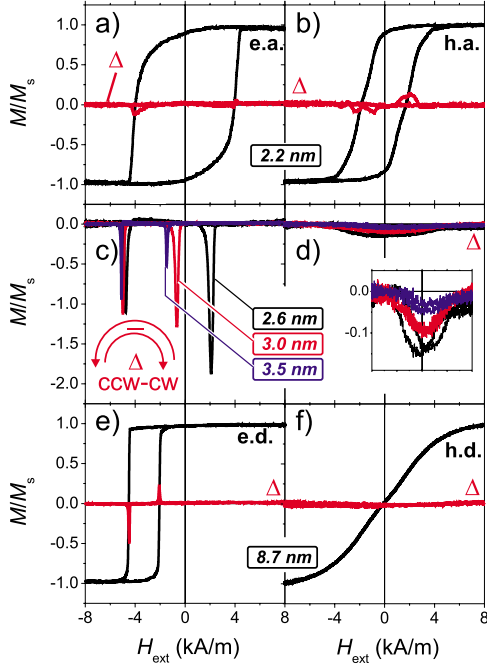 a)
e.a.
Δ
b)
h.a.
Δ
M/Ms
1.0
0.5
0.0
-0.5
-1.0
2.2 nm
c)
d)
Δ
0.0
-0.5
-1.0
-1.5
-2.0
2.6 nm
3.0 nm
3.5 nm
=
Δ
CCW-CW
0.0
-0.1
e)
e.d.
Δ
f)
h.d.
Δ
M/Ms
1.0
0.5
0.0
-0.5
-1.0
8.7 nm
-8 -4 0 4 8 -4 0 4 8
Hext (kA/m) Hext (kA/m)